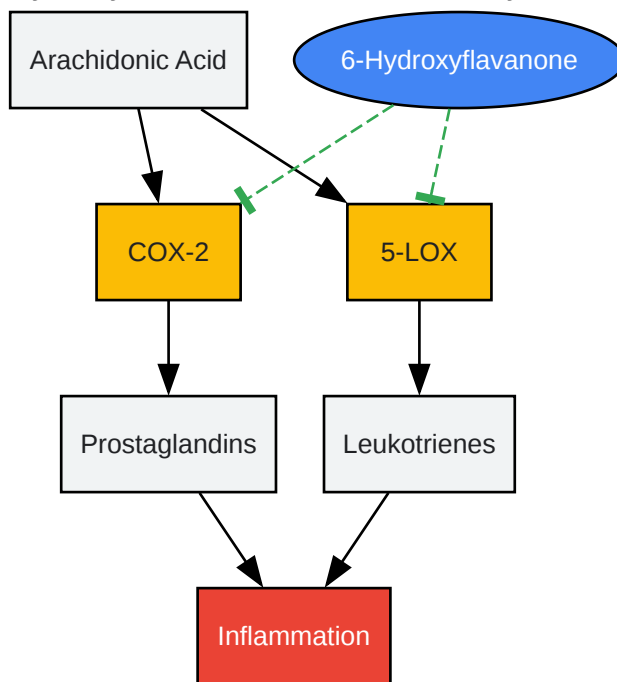 Arachidonic Acid
6-Hydroxyflavanone
COX-2
5-LOX
Prostaglandins
Leukotrienes
Inflammation